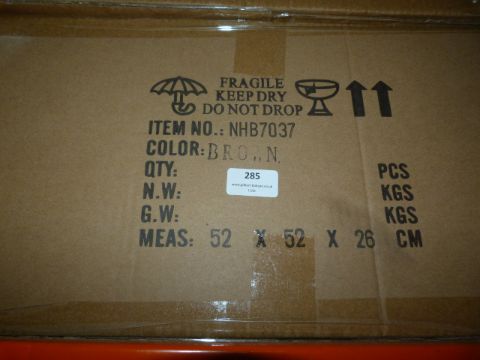 FRAGILE
KEEP DRY
DO NOT DROP
ITEM NO.: NHB7037
COLOR: BROWN
285
QTY: PCS
N.W: KGS
G.W: KGS
MEAS: 52 X 52 X 26 CM